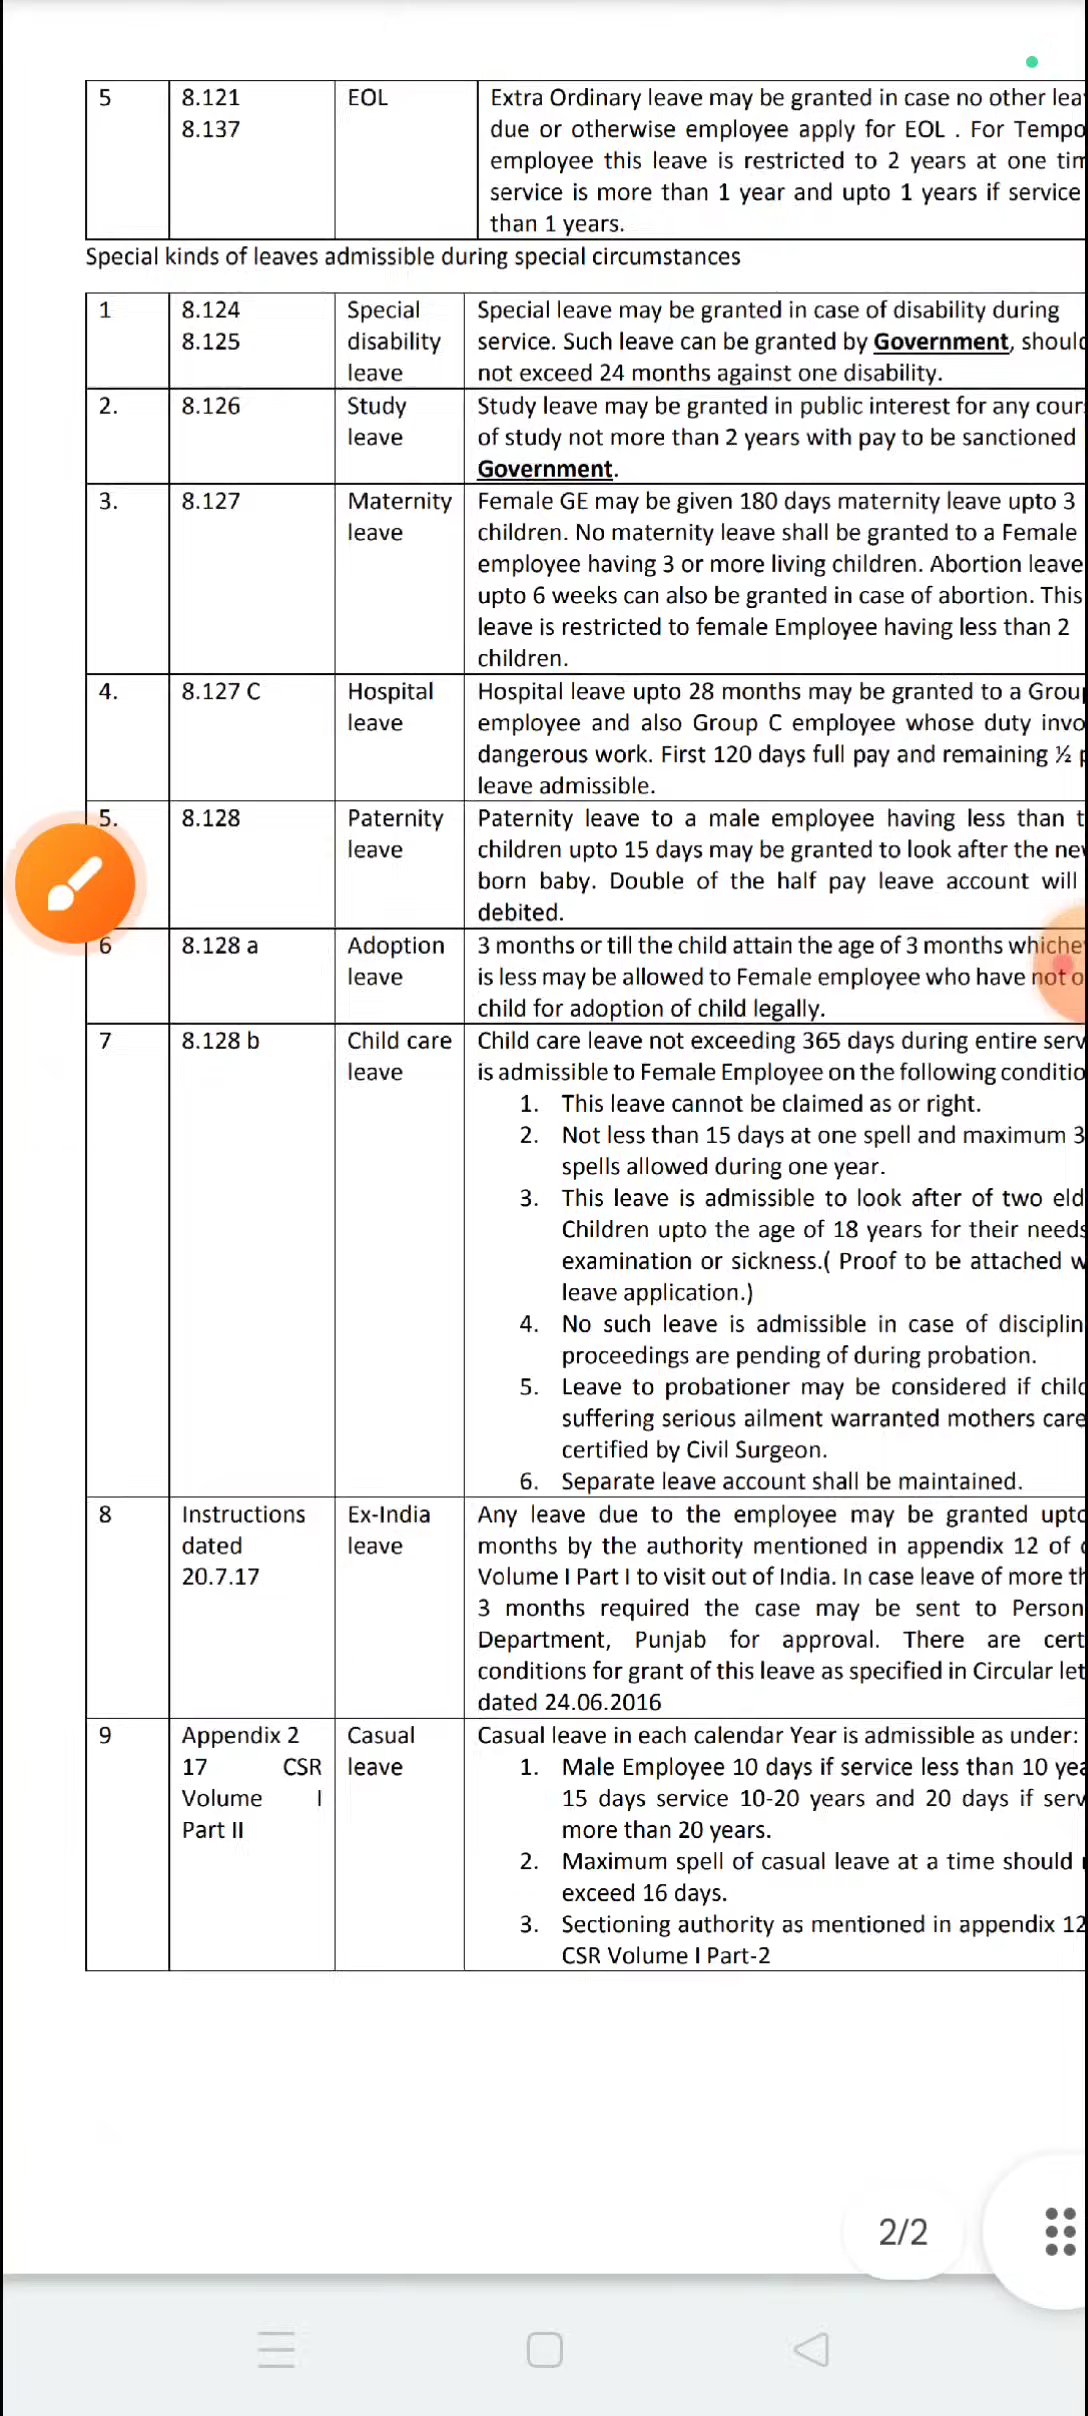 5 8.121 EOL Extra Ordinary leave may be granted in case no other
8.137 due or otherwise employee apply for EOL . For
employee this leave is restricted to 2 years at one
service is more than 1 year and upto 1 years if service
than 1 years.
Special kinds of leaves admissible during special circumstances
1 8.124 Special Special leave may be granted in case of disability during
8.125 disability service. Such leave can be granted by Government,
leave not exceed 24 months against one disability.
2. 8.126 Study Study leave may be granted in public interest for any
leave of study not more than 2 years with pay to be sanctioned
Government.
3. 8.127 Maternity Female GE may be given 180 days maternity leave upto 3
leave children. No maternity leave shall be granted to a Female
employee having 3 or more living children. Abortion leave
upto 6 weeks can also be granted in case of abortion. This
leave is restricted to female Employee having less than 2
children.
4. 8.127 C Hospital Hospital leave upto 28 months may be granted to a
leave employee and also Group C employee whose duty
dangerous work. First 120 days full pay and remaining ½
leave admissible.
5. 8.128 Paternity Paternity leave to a male employee having less than
leave children upto 15 days may be granted to look after the
born baby. Double of the half pay leave account will
debited.
6 8.128 a Adoption 3 months or till the child attain the age of 3 months
leave is less may be allowed to Female employee who have not
child for adoption of child legally.
7 8.128 b Child care Child care leave not exceeding 365 days during entire
leave is admissible to Female Employee on the following
1. This leave cannot be claimed as or right.
2. Not less than 15 days at one spell and maximum 3
spells allowed during one year.
3. This leave is admissible to look after of two
Children upto the age of 18 years for their needs
examination or sickness.( Proof to be attached
leave application.)
4. No such leave is admissible in case of
proceedings are pending of during probation.
5. Leave to probationer may be considered if
suffering serious ailment warranted mothers care
certified by Civil Surgeon.
6. Separate leave account shall be maintained.
8 Instructions Ex-India Any leave due to the employee may be granted
dated leave months by the authority mentioned in appendix 12 of
20.7.17 Volume I Part I to visit out of India. In case leave of more
3 months required the case may be sent to
Department, Punjab for approval. There are
conditions for grant of this leave as specified in Circular
dated 24.06.2016
9 Appendix 2 Casual Casual leave in each calendar Year is admissible as under:
17 CSR leave 1. Male Employee 10 days if service less than 10
Volume I 15 days service 10-20 years and 20 days if
Part II more than 20 years.
2. Maximum spell of casual leave at a time should
exceed 16 days.
3. Sectioning authority as mentioned in appendix 12
CSR Volume I Part-2
2/2